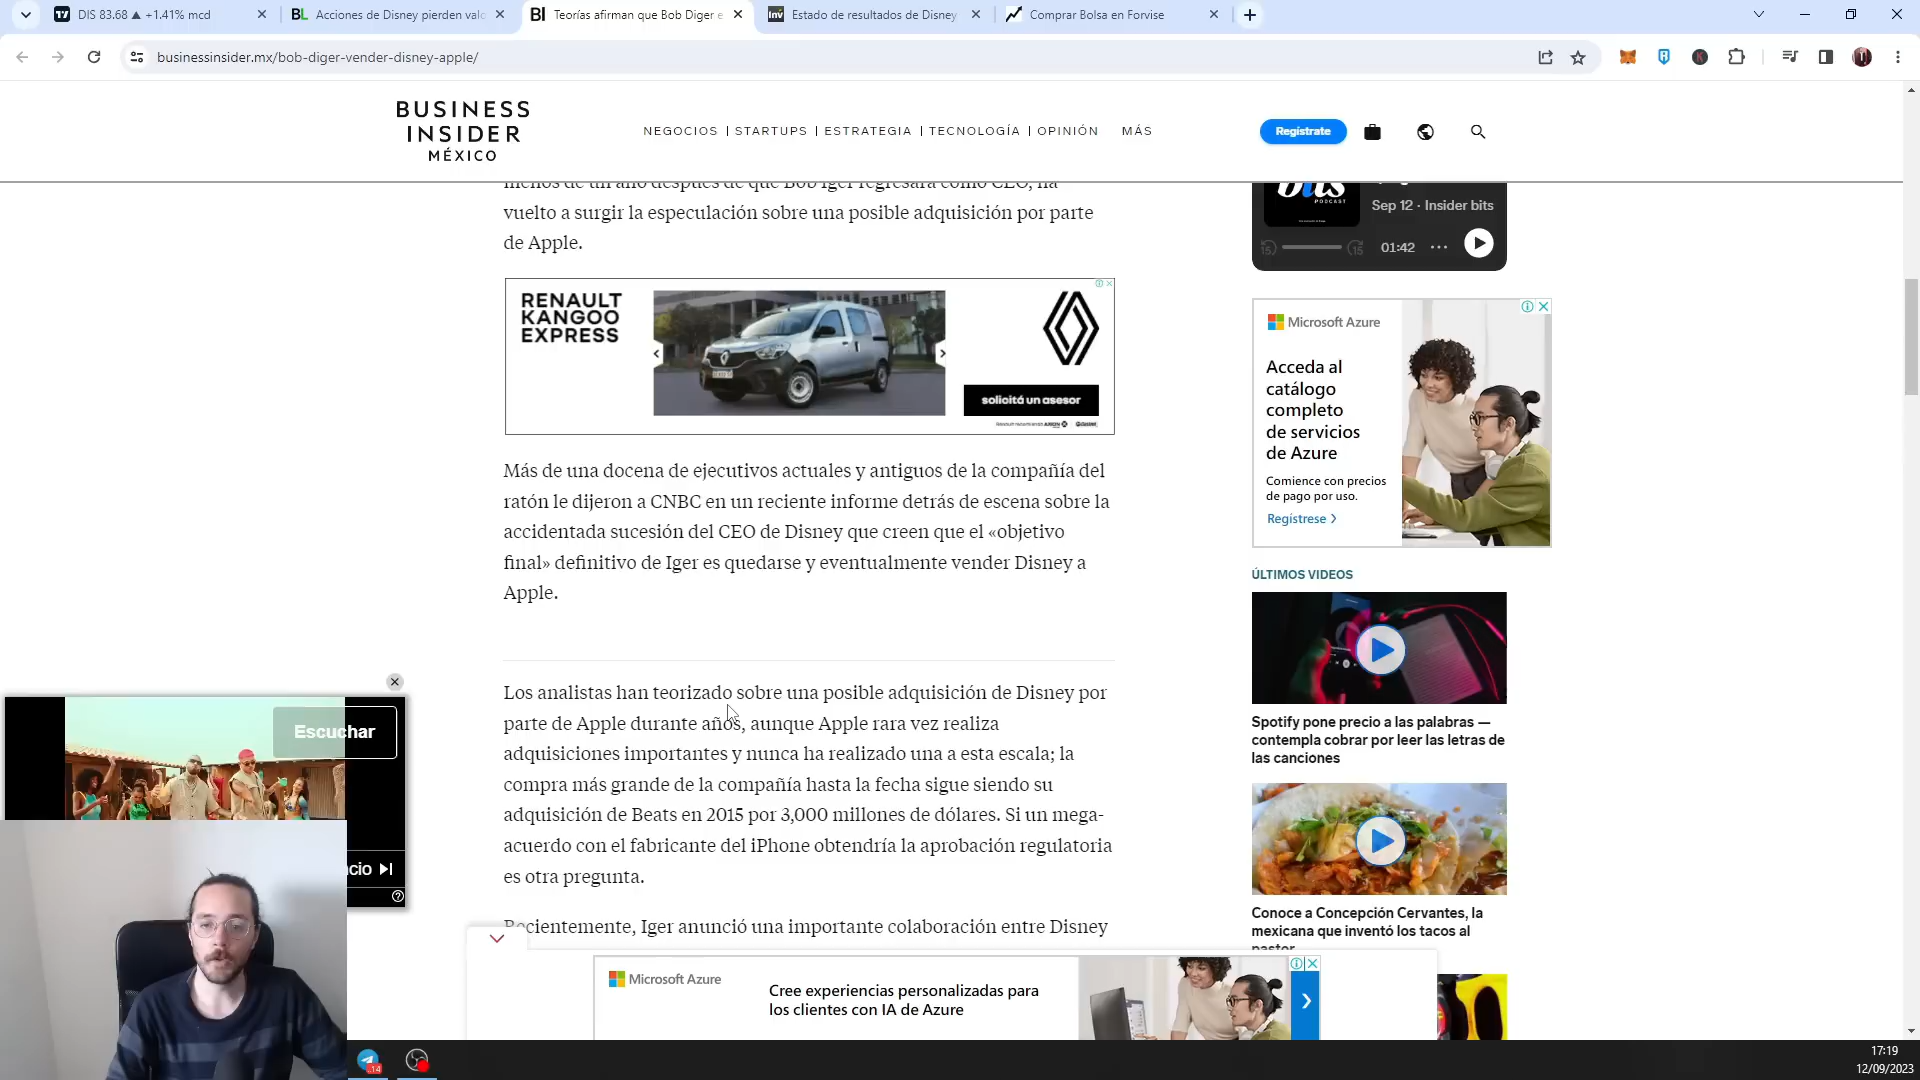 DIS 83.68 ▲ +1.41% mcd
Acciones de Disney pierden valo
Teorías afirman que Bob Diger e
Estado de resultados de Disney
Comprar Bolsa en Forvise
businessinsider.mx/bob-diger-vender-disney-apple/
BUSINESS
INSIDER
MÉXICO
NEGOCIOS | STARTUPS | ESTRATEGIA | TECNOLOGÍA | OPINIÓN MÁS
Regístrate
menos de un año después de que Bob Iger regresara como CEO, ha
vuelto a surgir la especulación sobre una posible adquisición por parte
de Apple.
bits
PODCAST
Sep 12 · Insider bits
15
15
01:42
RENAULT
KANGOO
EXPRESS
solicitá un asesor
Microsoft Azure
Acceda al
catálogo
completo
de servicios
de Azure
Comience con precios
de pago por uso.
Regístrese >
Más de una docena de ejecutivos actuales y antiguos de la compañía del
ratón le dijeron a CNBC en un reciente informe detrás de escena sobre la
accidentada sucesión del CEO de Disney que creen que el «objetivo
final» definitivo de Iger es quedarse y eventualmente vender Disney a
Apple.
ÚLTIMOS VIDEOS
Spotify pone precio a las palabras —
contempla cobrar por leer las letras de
las canciones
Los analistas han teorizado sobre una posible adquisición de Disney por
parte de Apple durante años, aunque Apple rara vez realiza
adquisiciones importantes y nunca ha realizado una a esta escala; la
compra más grande de la compañía hasta la fecha sigue siendo su
adquisición de Beats en 2015 por 3,000 millones de dólares. Si un mega-
acuerdo con el fabricante del iPhone obtendría la aprobación regulatoria
es otra pregunta.
Escuchar
cio
Conoce a Concepción Cervantes, la
mexicana que inventó los tacos al
pastor
Recientemente, Iger anunció una importante colaboración entre Disney
Microsoft Azure
Cree experiencias personalizadas para
los clientes con IA de Azure
14
17:19
12/09/2023